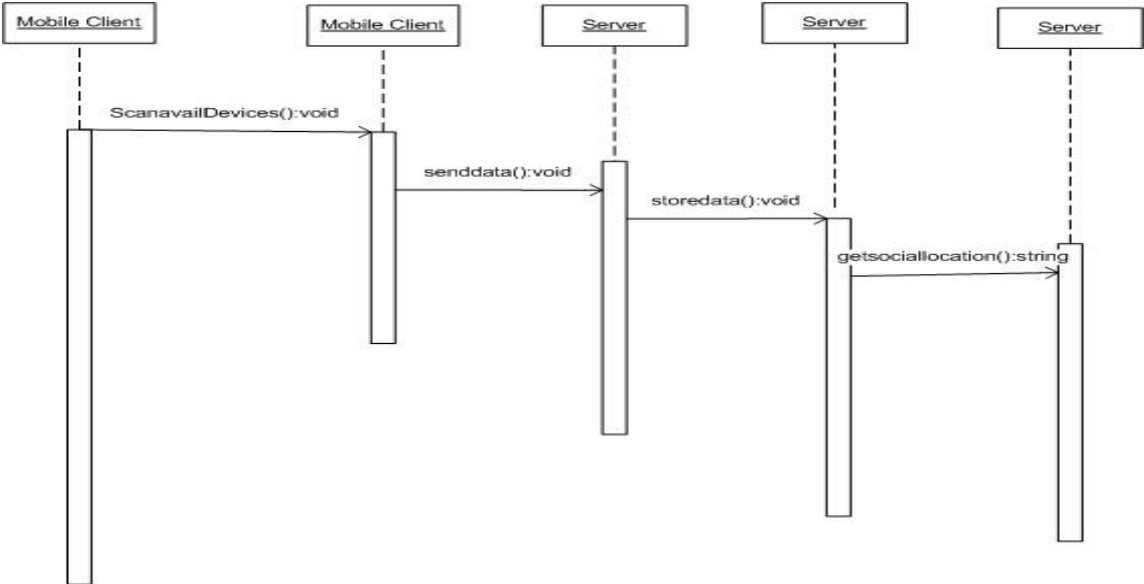 Mobile Client
Mobile Client
Server
Server
Server
ScanavailDevices():void
senddata():void
storedata():void
getsociallocation():string